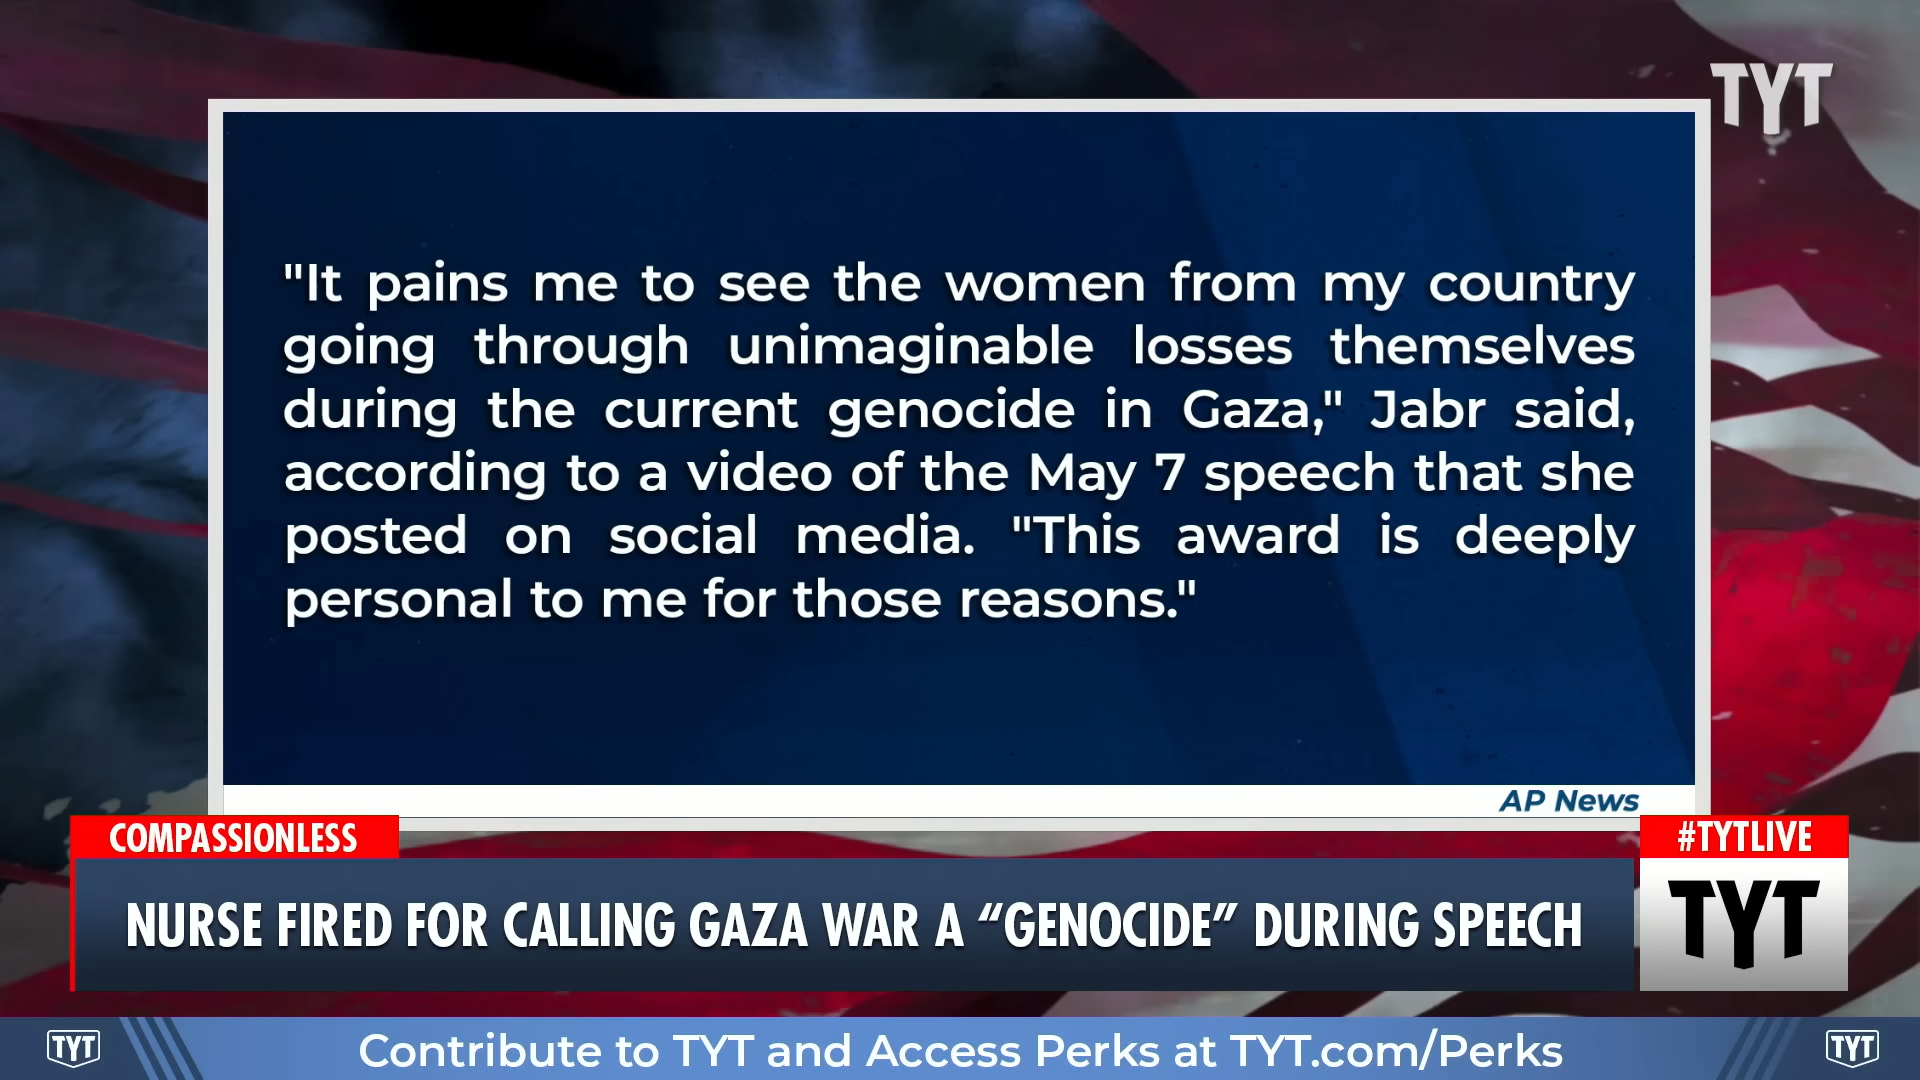 TYT
"It pains me to see the women from my country
going through unimaginable losses themselves
during the current genocide in Gaza," Jabr said,
according to a video of the May 7 speech that she
posted on social media. "This award is deeply
personal to me for those reasons."
AP News
COMPASSIONLESS
#TYTLIVE
NURSE FIRED FOR CALLING GAZA WAR A “GENOCIDE” DURING SPEECH
TYT
TYT
Contribute to TYT and Access Perks at TYT.com/Perks
TYT